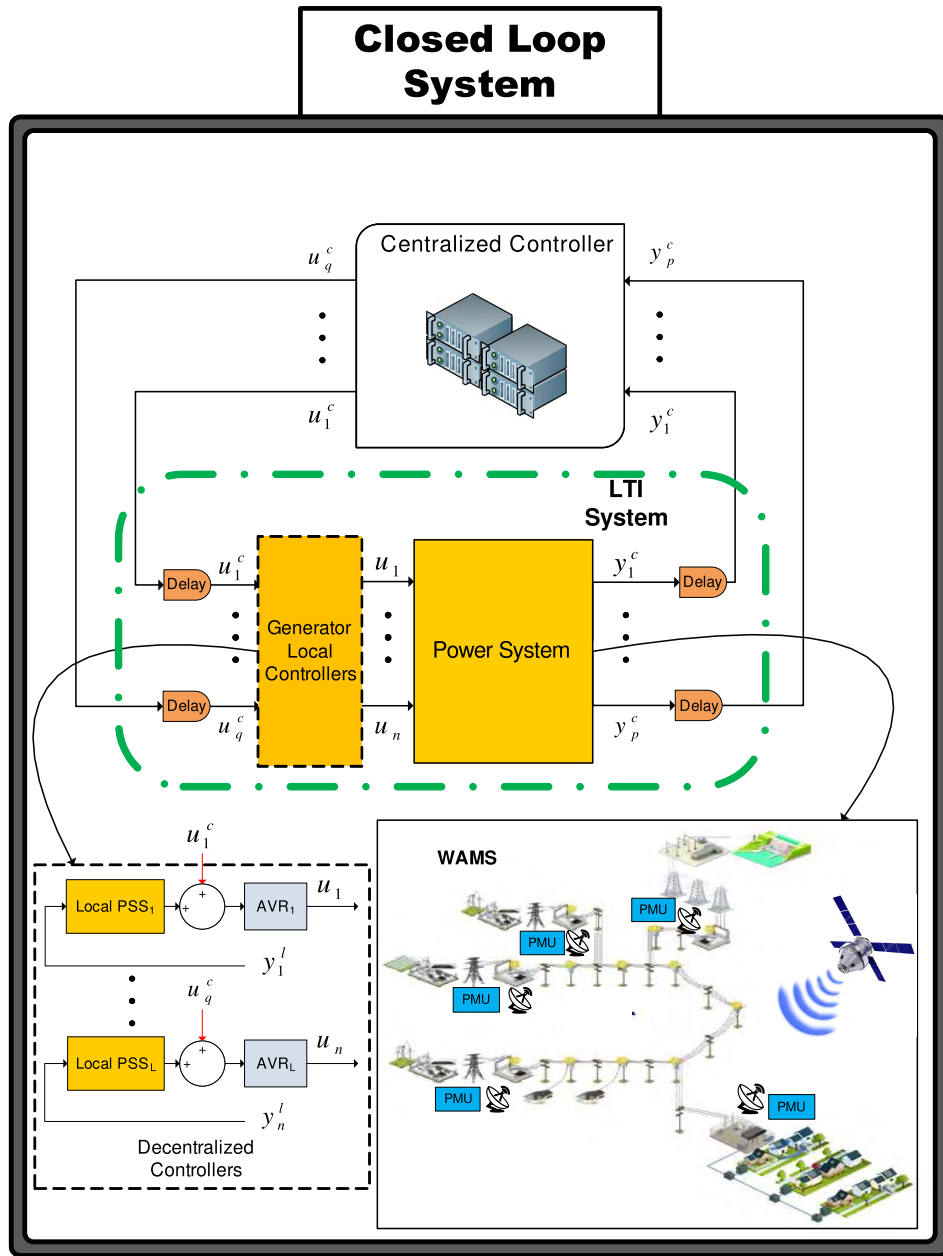 Closed Loop
System
Centralized Controller
u_q^c
y_p^c
u_1^c
y_1^c
LTI
System
Delay
u_1^c
Generator
Local
Controllers
u_1
Power System
y_1^c
Delay
Delay
u_q^c
u_n
y_p^c
Delay
u_1^c
Local PSS_1
+
+
AVR_1
u_1
y_1^l
u_q^c
Local PSS_L
+
+
AVR_L
u_n
y_n^l
Decentralized
Controllers
WAMS
PMU
PMU
PMU
PMU
PMU